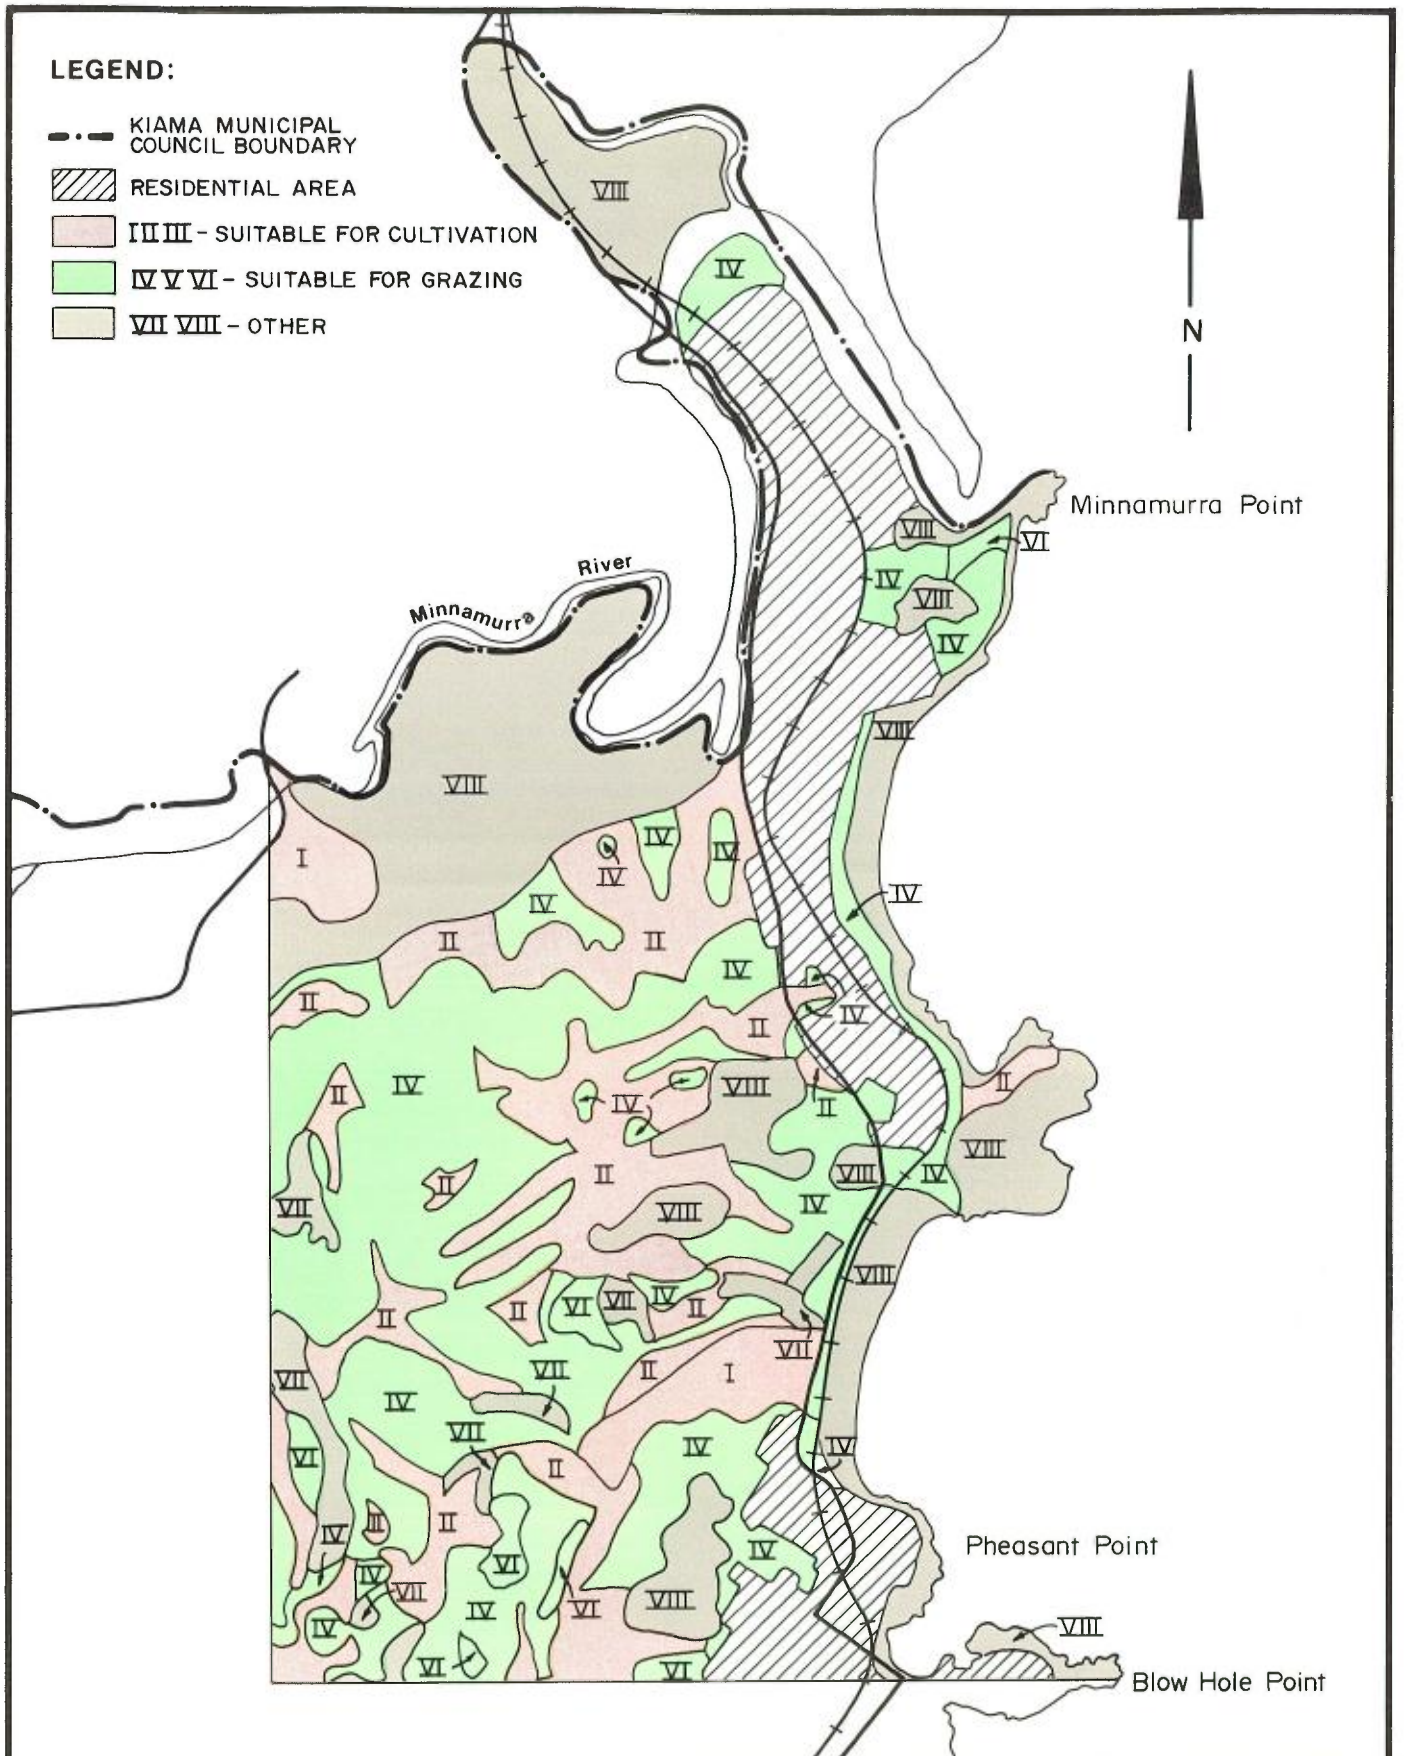 LEGEND:
KIAMA MUNICIPAL
COUNCIL BOUNDARY
RESIDENTIAL AREA
I II III - SUITABLE FOR CULTIVATION
IV V VI - SUITABLE FOR GRAZING
VII VIII - OTHER
VIII
IV
N
Minnamurra Point
VIII
VI
IV
VIII
IV
River
Minnamurra
VIII
VIII
I
IV
IV
IV
IV
IV
II
II
IV
II
IV
II
II
IV
VIII
II
IV
II
II
VIII
II
VIII
IV
II
VII
VIII
IV
VIII
II
VI
VII
IV
II
II
VII
VII
VII
II
I
IV
VII
IV
IV
VI
II
IV
III
II
Pheasant Point
IV
VI
IV
VII
VI
VIII
IV
IV
VIII
VI
VI
Blow Hole Point